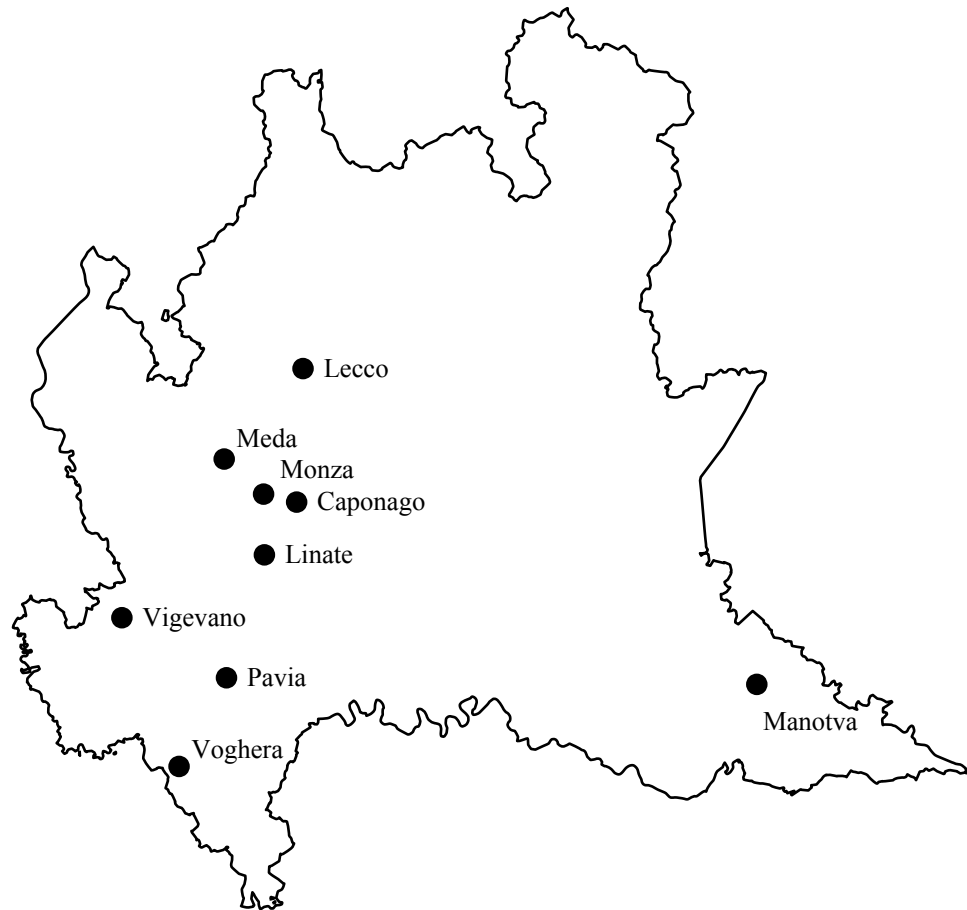 Lecco
Meda
Monza
Caponago
Linate
Vigevano
Pavia
Manotva
Voghera